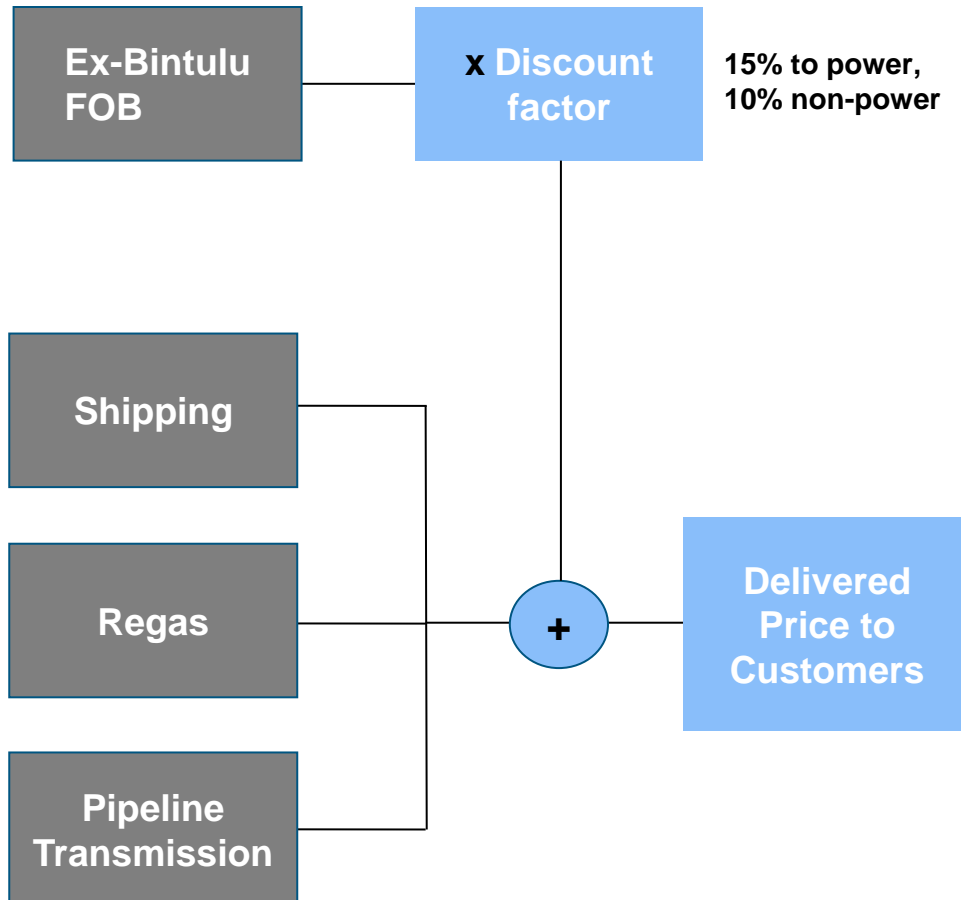 Ex-Bintulu
FOB
x Discount
factor
15% to power,
10% non-power
Shipping
Regas
+
Delivered
Price to
Customers
Pipeline
Transmission